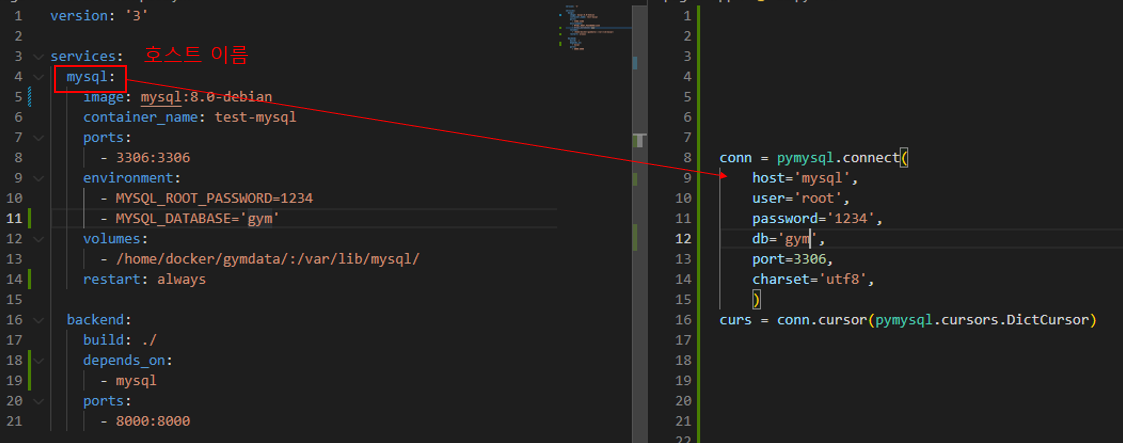 1 version: '3'
2
3 services: 호스트 이름
4 mysql:
5 image: mysql:8.0-debian
6 container_name: test-mysql
7 ports:
8 - 3306:3306
9 environment:
10 - MYSQL_ROOT_PASSWORD=1234
11 - MYSQL_DATABASE='gym'
12 volumes:
13 - /home/docker/gymdata/:/var/lib/mysql/
14 restart: always
15
16 backend:
17 build: ./
18 depends_on:
19 - mysql
20 ports:
21 - 8000:8000
1
2
3
4
5
6
7
8 conn = pymysql.connect(
9 host='mysql',
10 user='root',
11 password='1234',
12 db='gym',
13 port=3306,
14 charset='utf8',
15 )
16 curs = conn.cursor(pymysql.cursors.DictCursor)
17
18
19
20
21
22